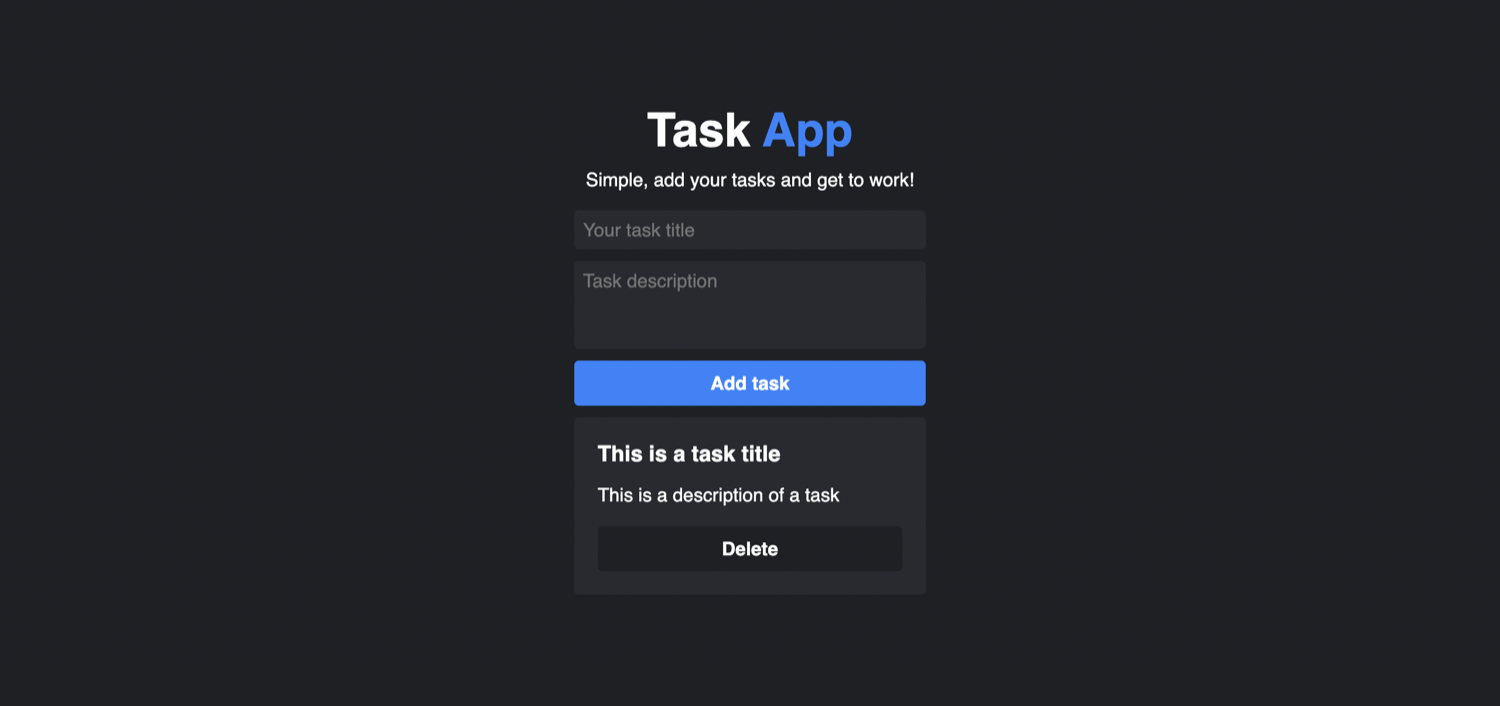 Task App
Simple, add your tasks and get to work!
Your task title
Task description
Add task
This is a task title
This is a description of a task
Delete